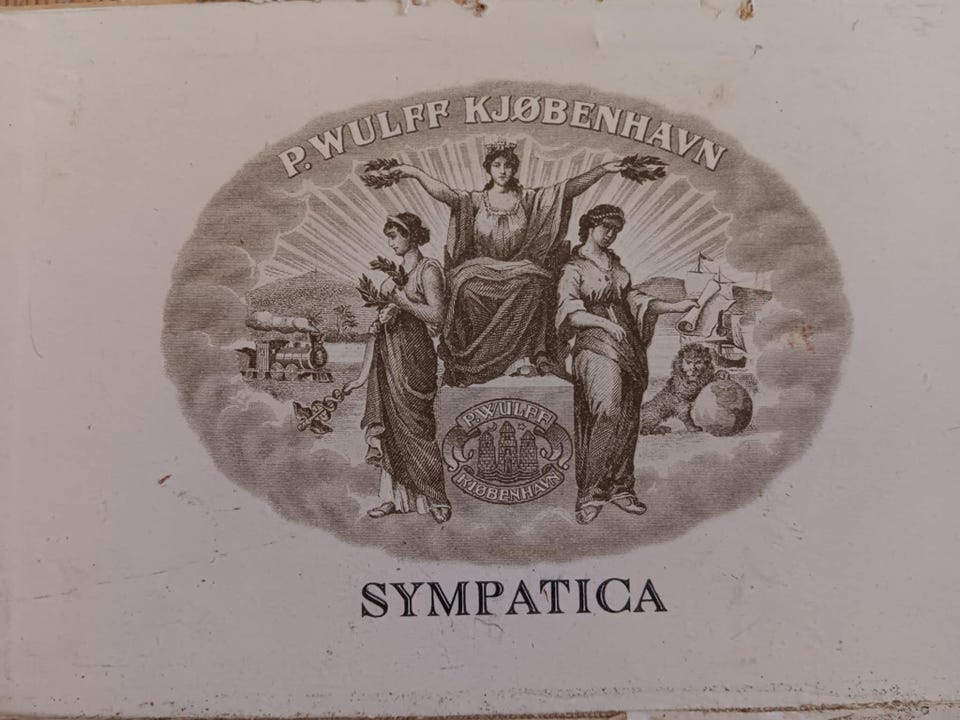 P. WULFF KJØBENHAVN
P. WULFF
KJØBENHAVN
SYMPATICA